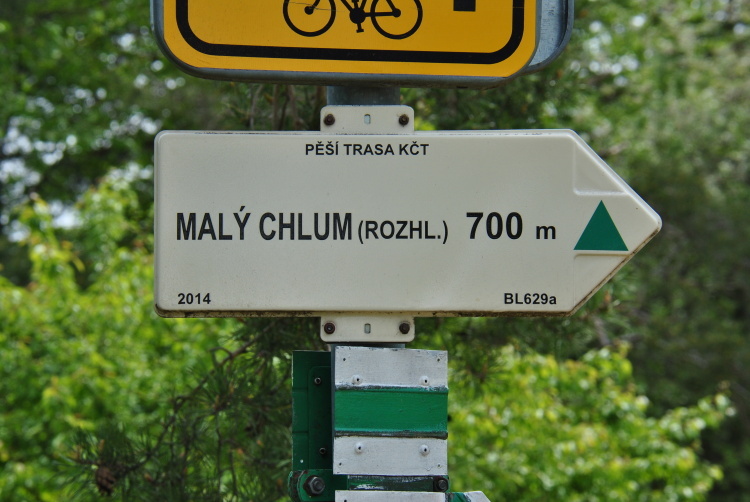 PĚŠÍ TRASA KČT
MALÝ CHLUM (ROZHL.) 700 m
2014 BL629a